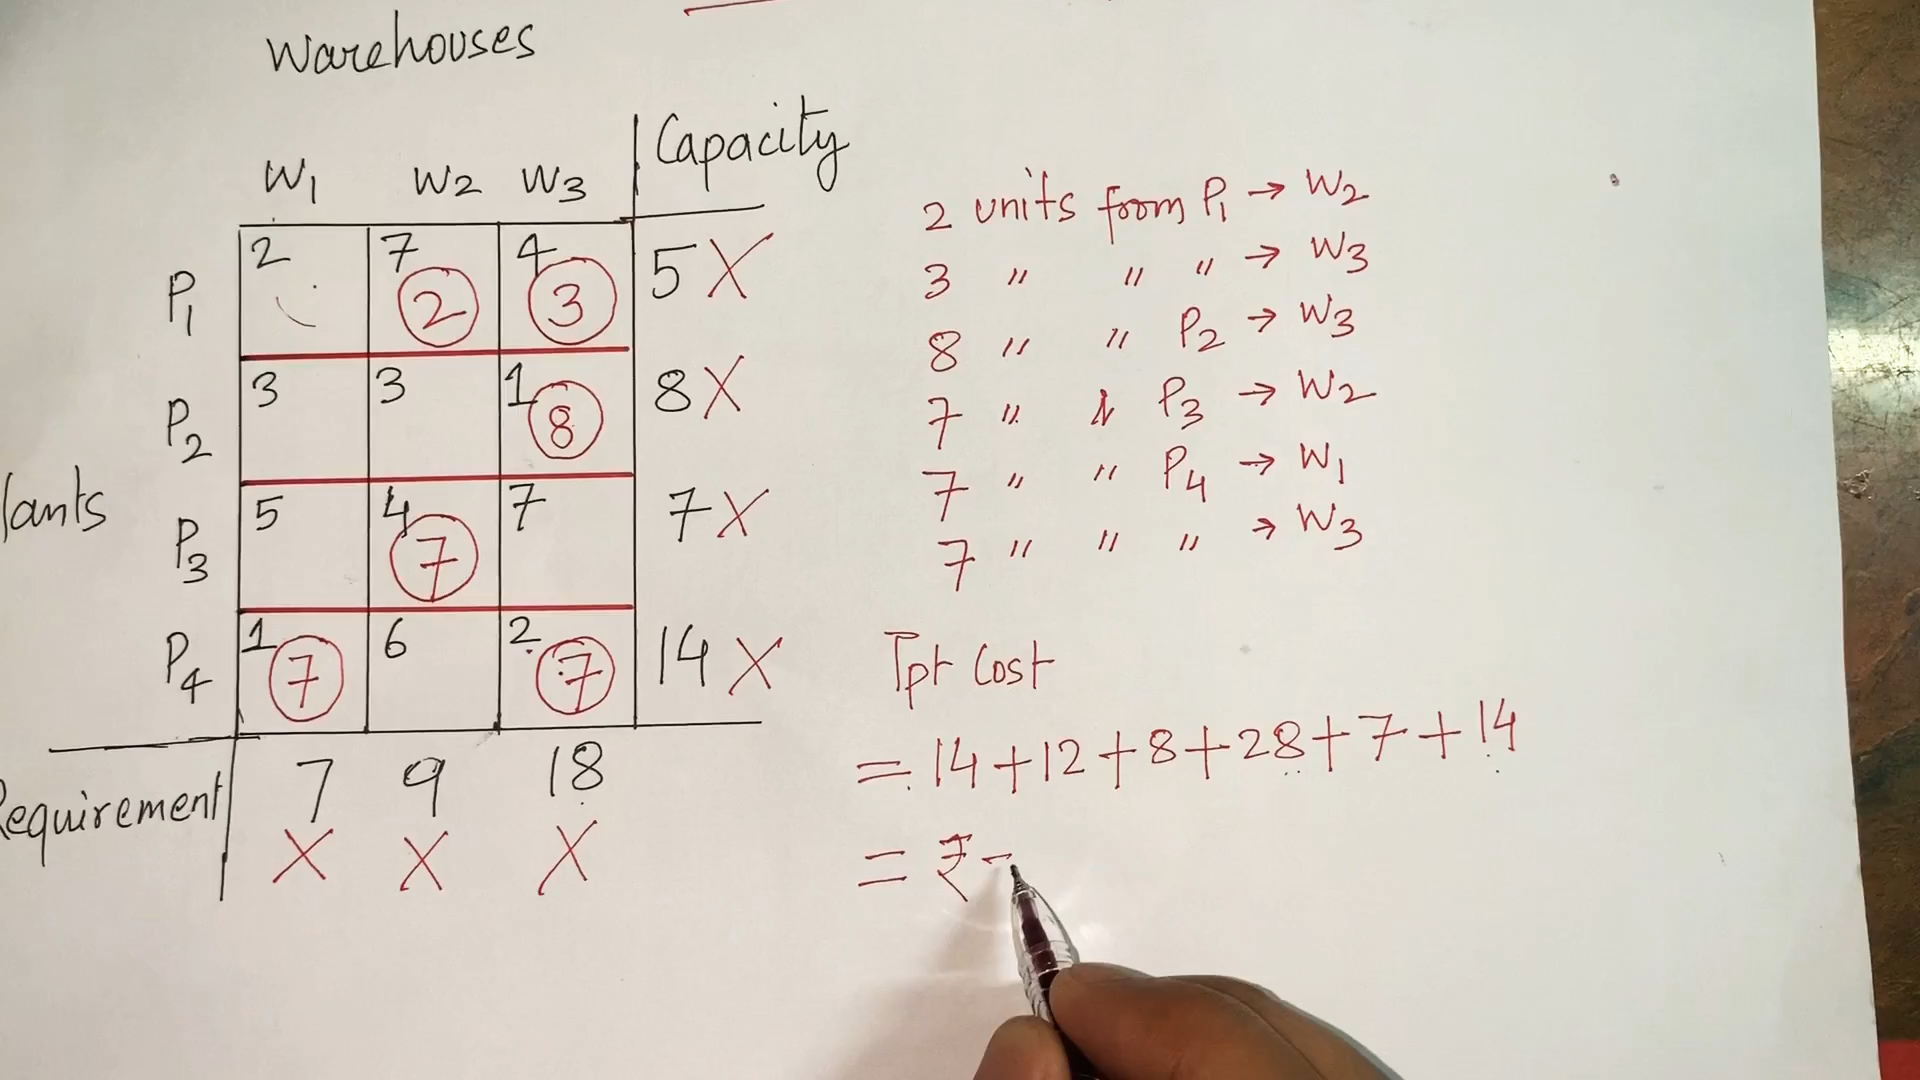 Warehouses
W1 W2 W3 Capacity
P1 2 7 2 4 3 5 X
P2 3 3 1 8 8 X
lants
P3 5 4 7 7 7 X
P4 1 7 6 2 7 14 X
Requirement 7 9 18
X X X
2 units from P1 → W2
3 " " " → W3
8 " " P2 → W3
7 " " P3 → W2
7 " " P4 → W1
7 " " " → W3
Tpt Cost
= 14 + 12 + 8 + 28 + 7 + 14
= ₹